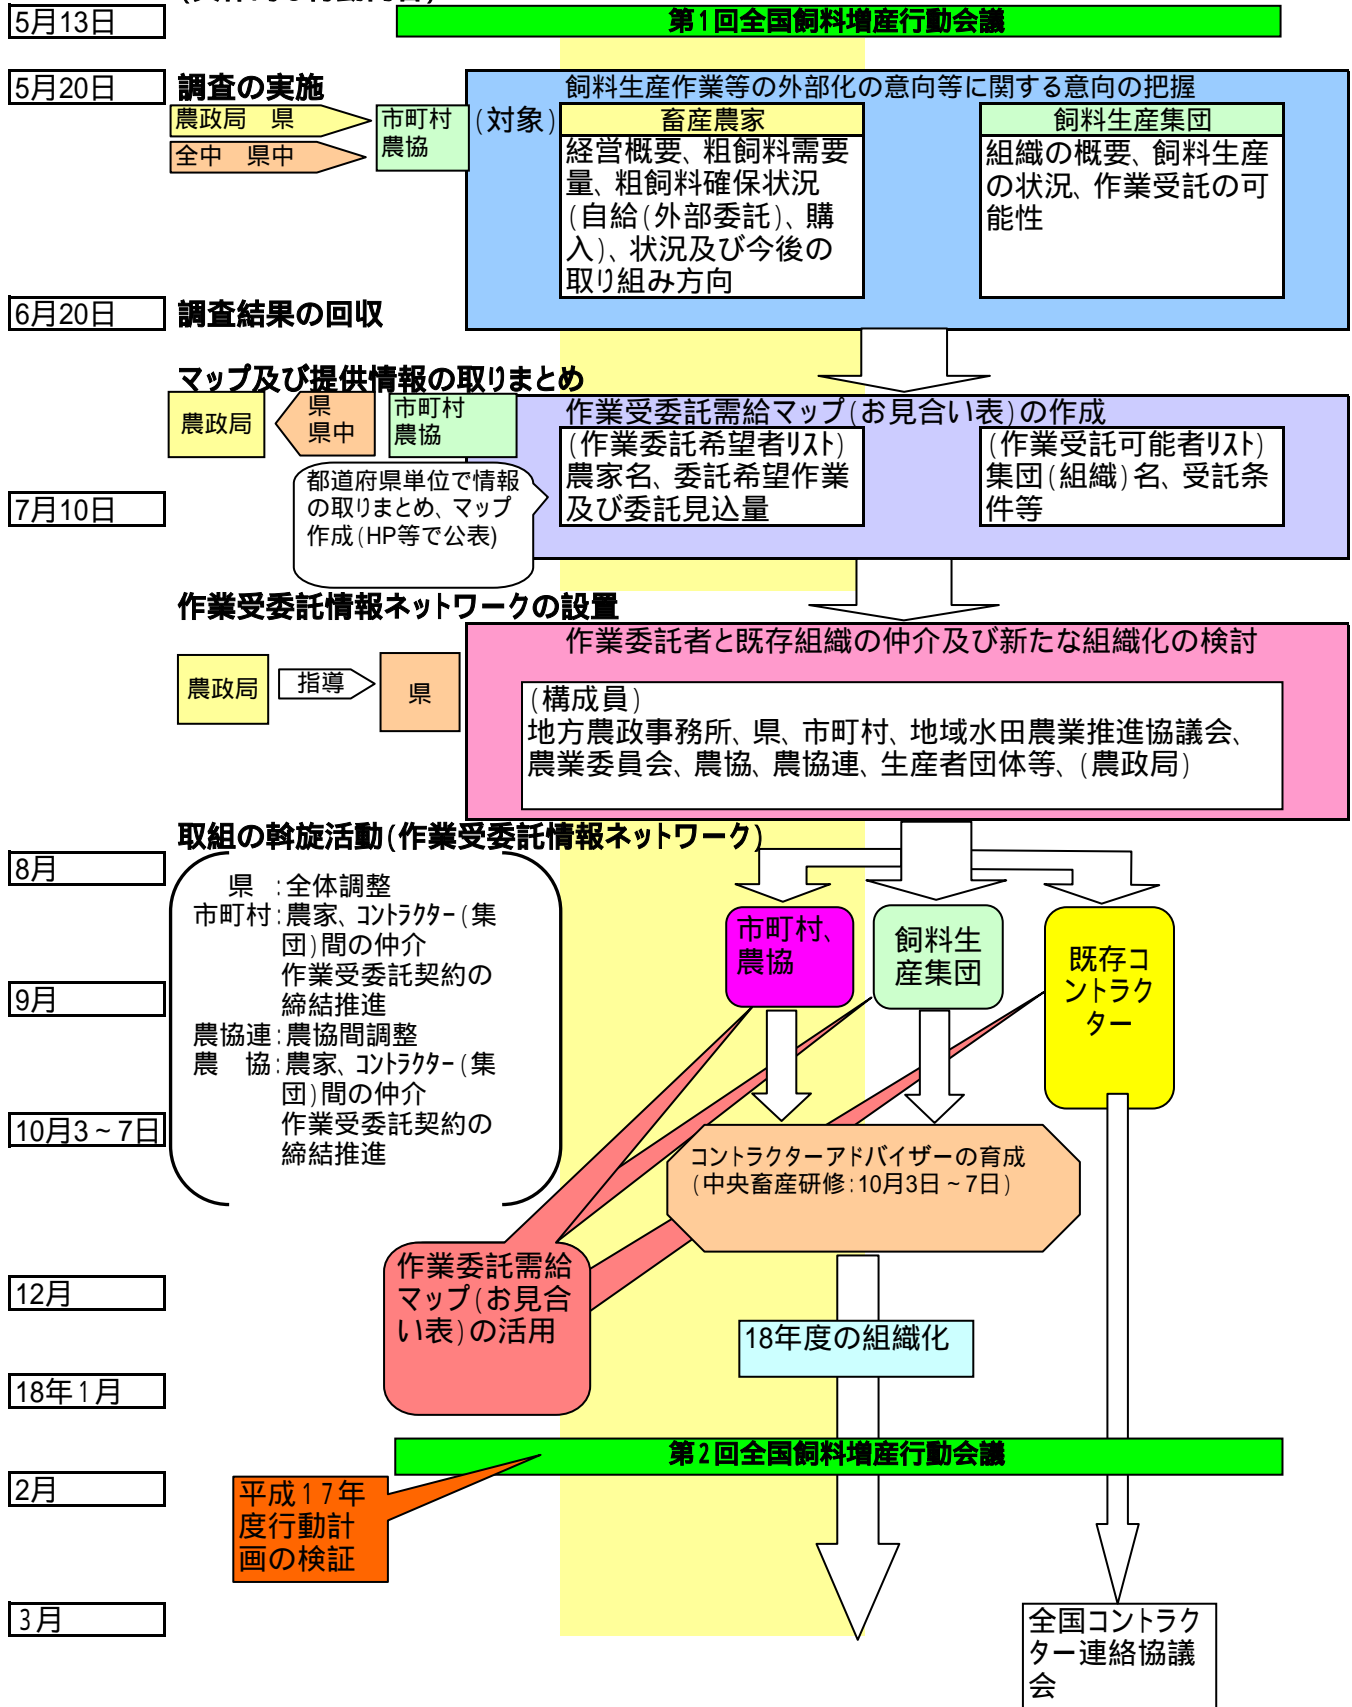 5月13日
第1回全国飼料増産行動会議
5月20日
調査の実施
農政局　県
全中　県中
市町村
農協
飼料生産作業等の外部化の意向等に関する意向の把握
(対象)
畜産農家
経営概要、粗飼料需要
量、粗飼料確保状況
(自給(外部委託)、購
入)、状況及び今後の
取り組み方向
飼料生産集団
組織の概要、飼料生産
の状況、作業受託の可
能性
6月20日
調査結果の回収
マップ及び提供情報の取りまとめ
農政局
県
県中
市町村
農協
作業受委託需給マップ(お見合い表)の作成
(作業委託希望者リスト)
農家名、委託希望作業
及び委託見込量
(作業受託可能者リスト)
集団(組織)名、受託条
件等
都道府県単位で情報
の取りまとめ、マップ
作成(HP等で公表)
7月10日
作業受委託情報ネットワークの設置
農政局
指導
県
作業委託者と既存組織の仲介及び新たな組織化の検討
(構成員)
地方農政事務所、県、市町村、地域水田農業推進協議会、
農業委員会、農協、農協連、生産者団体等、(農政局)
取組の斡旋活動(作業受委託情報ネットワーク)
8月
県　:全体調整
市町村:農家、コントラクター(集
団)間の仲介
作業受委託契約の
締結推進
農協連:農協間調整
農　協:農家、コントラクター(集
団)間の仲介
作業受委託契約の
締結推進
市町村、
農協
飼料生
産集団
既存コ
ントラク
ター
9月
10月3～7日
コントラクターアドバイザーの育成
(中央畜産研修:10月3日～7日)
作業委託需給
マップ(お見合
い表)の活用
12月
18年度の組織化
18年1月
第2回全国飼料増産行動会議
2月
平成17年
度行動計
画の検証
3月
全国コントラク
ター連絡協議
会